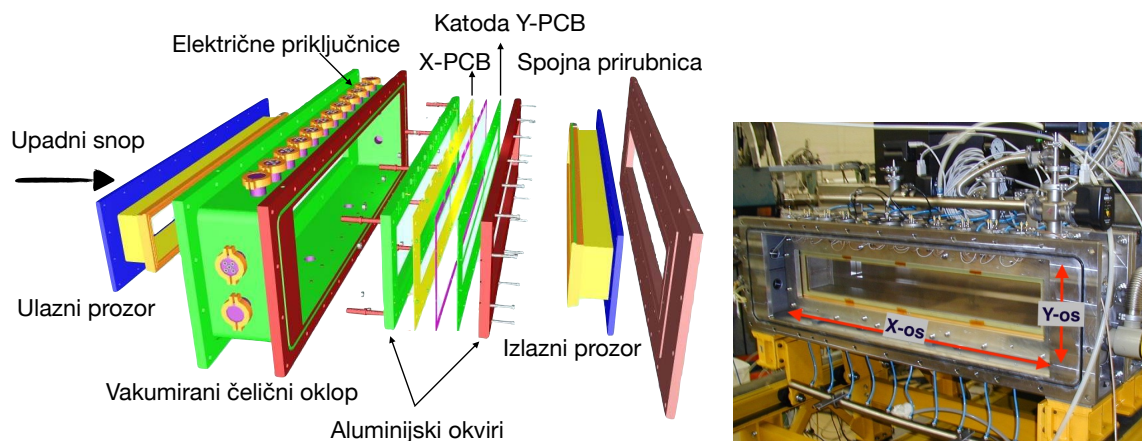 Katoda Y-PCB
Električne priključnice
X-PCB
Spojna prirubnica
Upadni snop
Ulazni prozor
Izlazni prozor
Vakumirani čelični oklop
Aluminijski okviri
X-os
Y-os